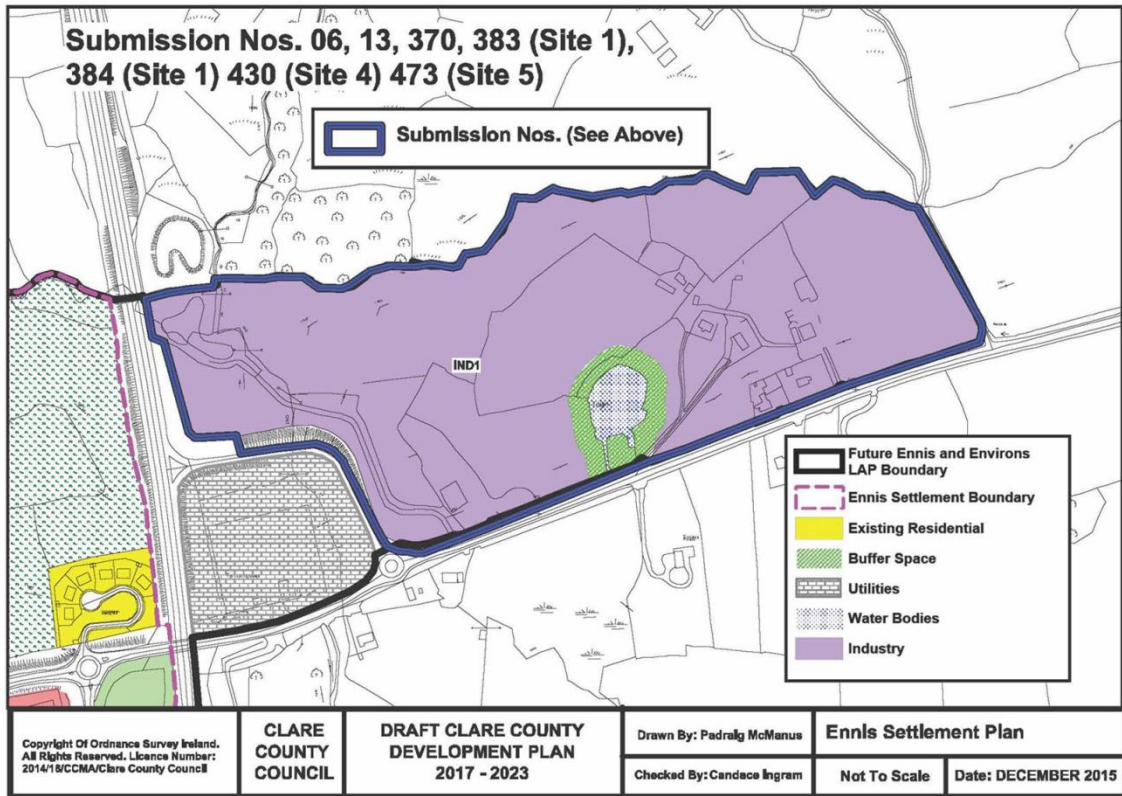 Submission Nos. 06, 13, 370, 383 (Site 1),
384 (Site 1) 430 (Site 4) 473 (Site 5)
Submission Nos. (See Above)
IND1
Future Ennis and Environs
LAP Boundary
Ennis Settlement Boundary
Existing Residential
Buffer Space
Utilities
Water Bodies
Industry
Copyright Of Ordnance Survey Ireland.
All Rights Reserved. Licence Number:
2014/18/CCMA/Clare County Council
CLARE
COUNTY
COUNCIL
DRAFT CLARE COUNTY
DEVELOPMENT PLAN
2017 - 2023
Drawn By: Padraig McManus
Checked By: Candace Ingram
Ennis Settlement Plan
Not To Scale
Date: DECEMBER 2015